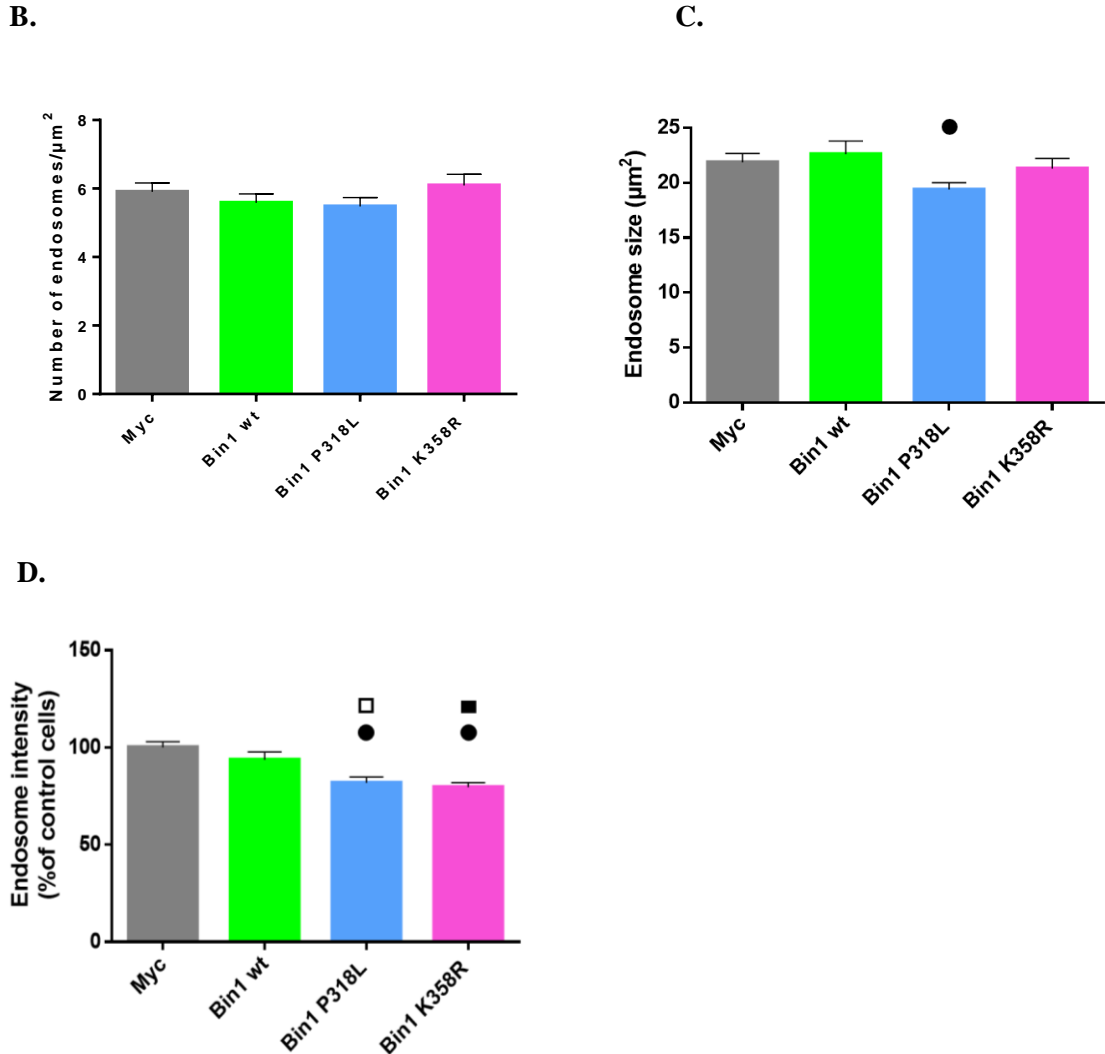 B.
Number of endosomes/µm²
8
6
4
2
0
Myc
Bin1 wt
Bin1 P318L
Bin1 K358R
C.
Endosome size (µm²)
25
20
15
10
5
0
Myc
Bin1 wt
Bin1 P318L
Bin1 K358R
D.
Endosome intensity
(%of control cells)
150
100
50
0
Myc
Bin1 wt
Bin1 P318L
Bin1 K358R